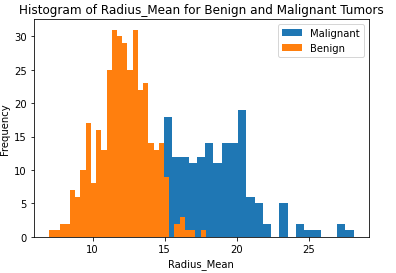 Histogram of Radius_Mean for Benign and Malignant Tumors
Malignant
Benign
Frequency
30
25
20
15
10
5
0
10
15
20
25
Radius_Mean